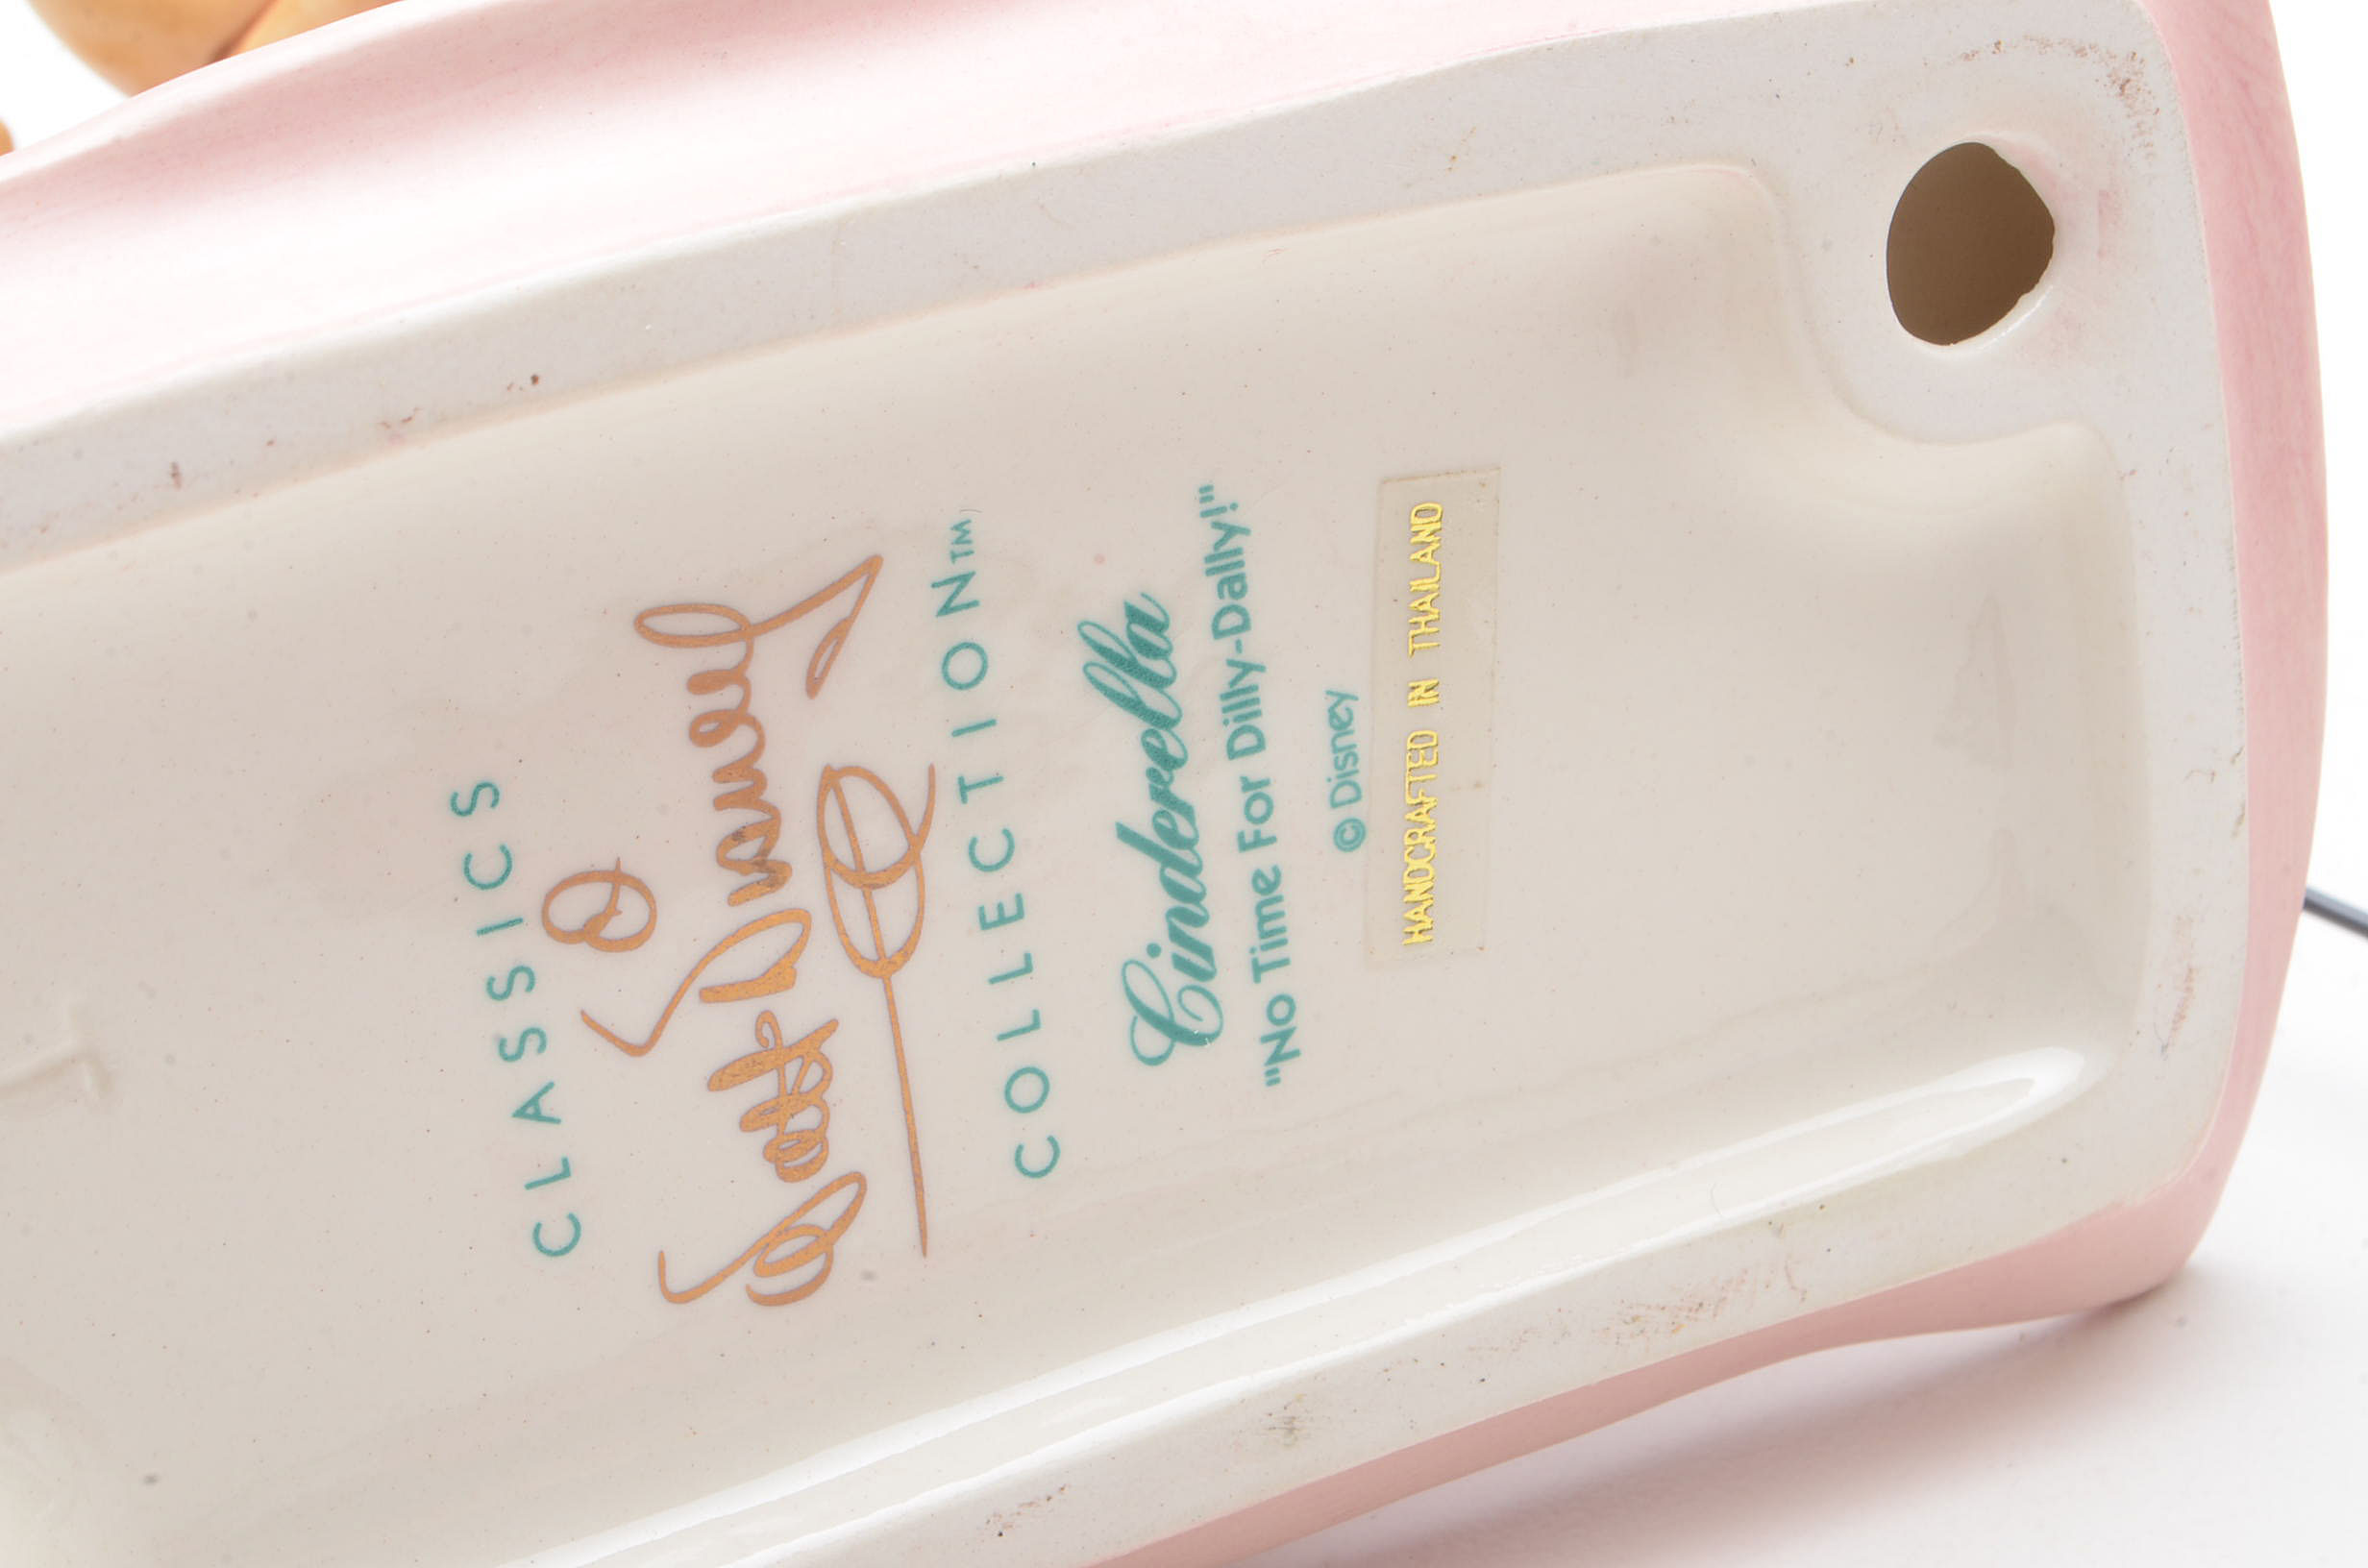 CLASSICS
Walt Disney
COLLECTION™
Cinderella
"No Time For Dilly-Dally!"
© Disney
HANDCRAFTED IN THAILAND